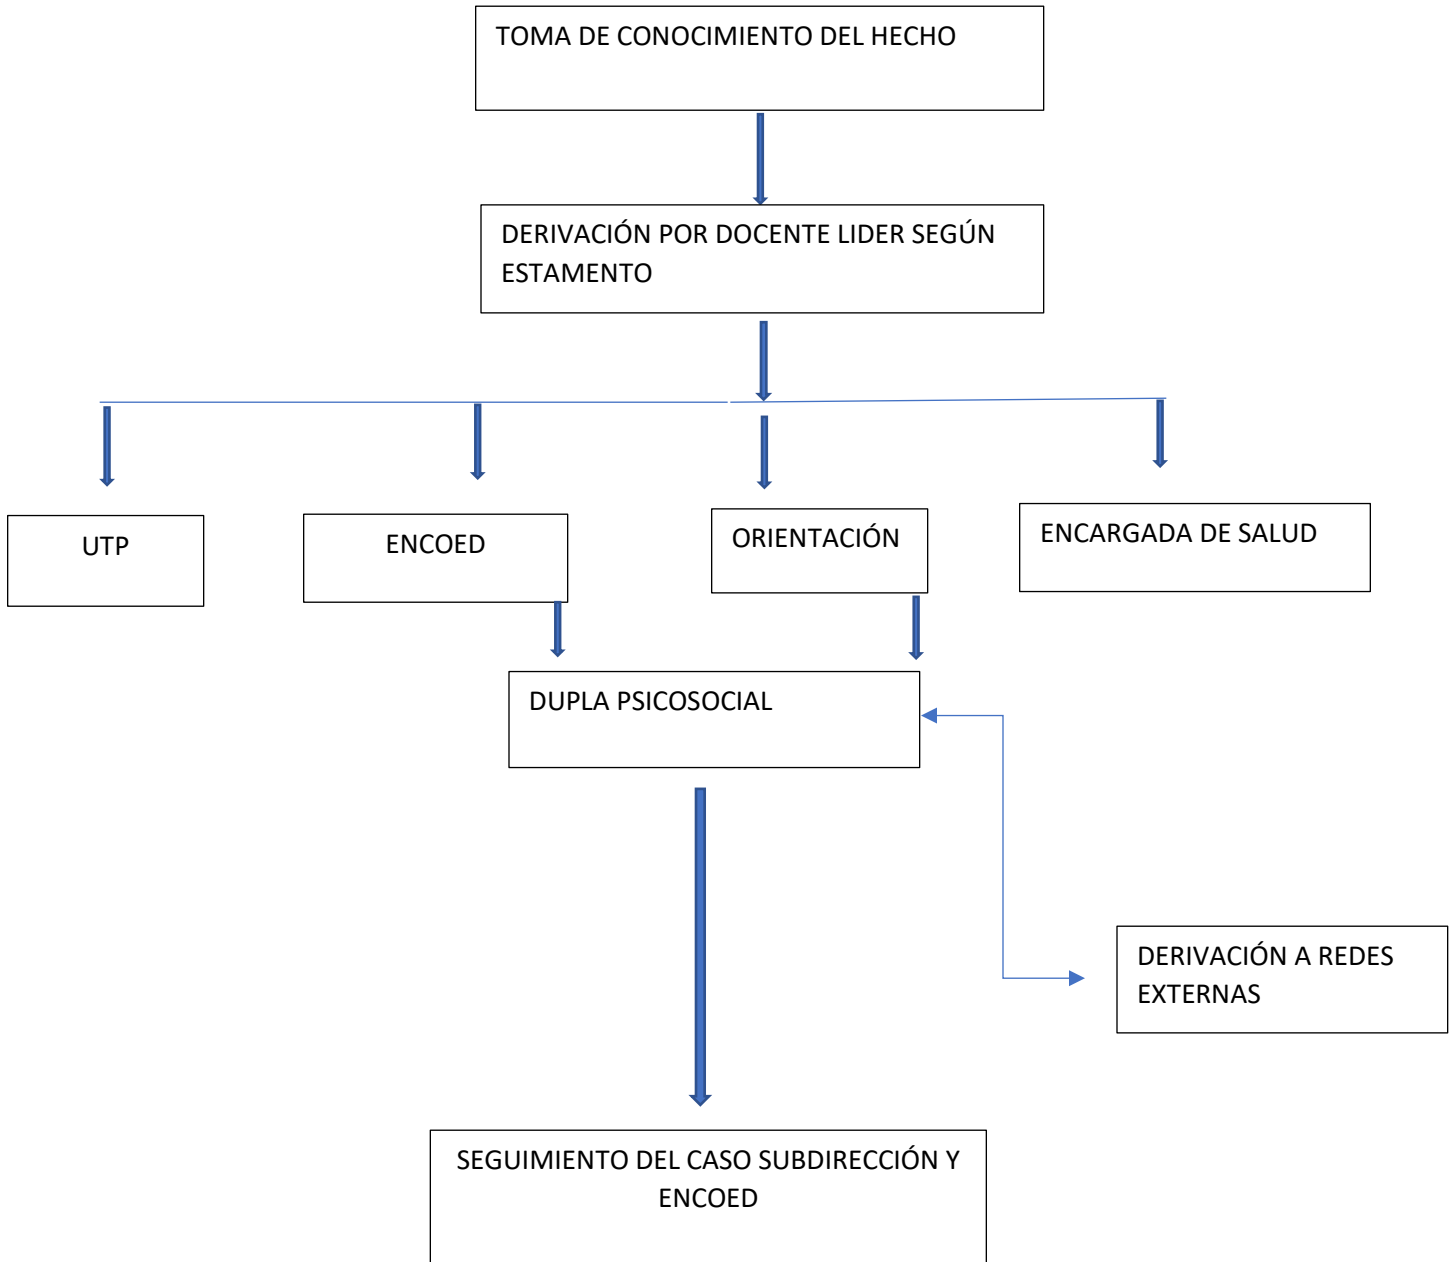 TOMA DE CONOCIMIENTO DEL HECHO
DERIVACIÓN POR DOCENTE LIDER SEGÚN
ESTAMENTO
UTP
ENCOED
ORIENTACIÓN
ENCARGADA DE SALUD
DUPLA PSICOSOCIAL
DERIVACIÓN A REDES
EXTERNAS
SEGUIMIENTO DEL CASO SUBDIRECCIÓN Y
ENCOED